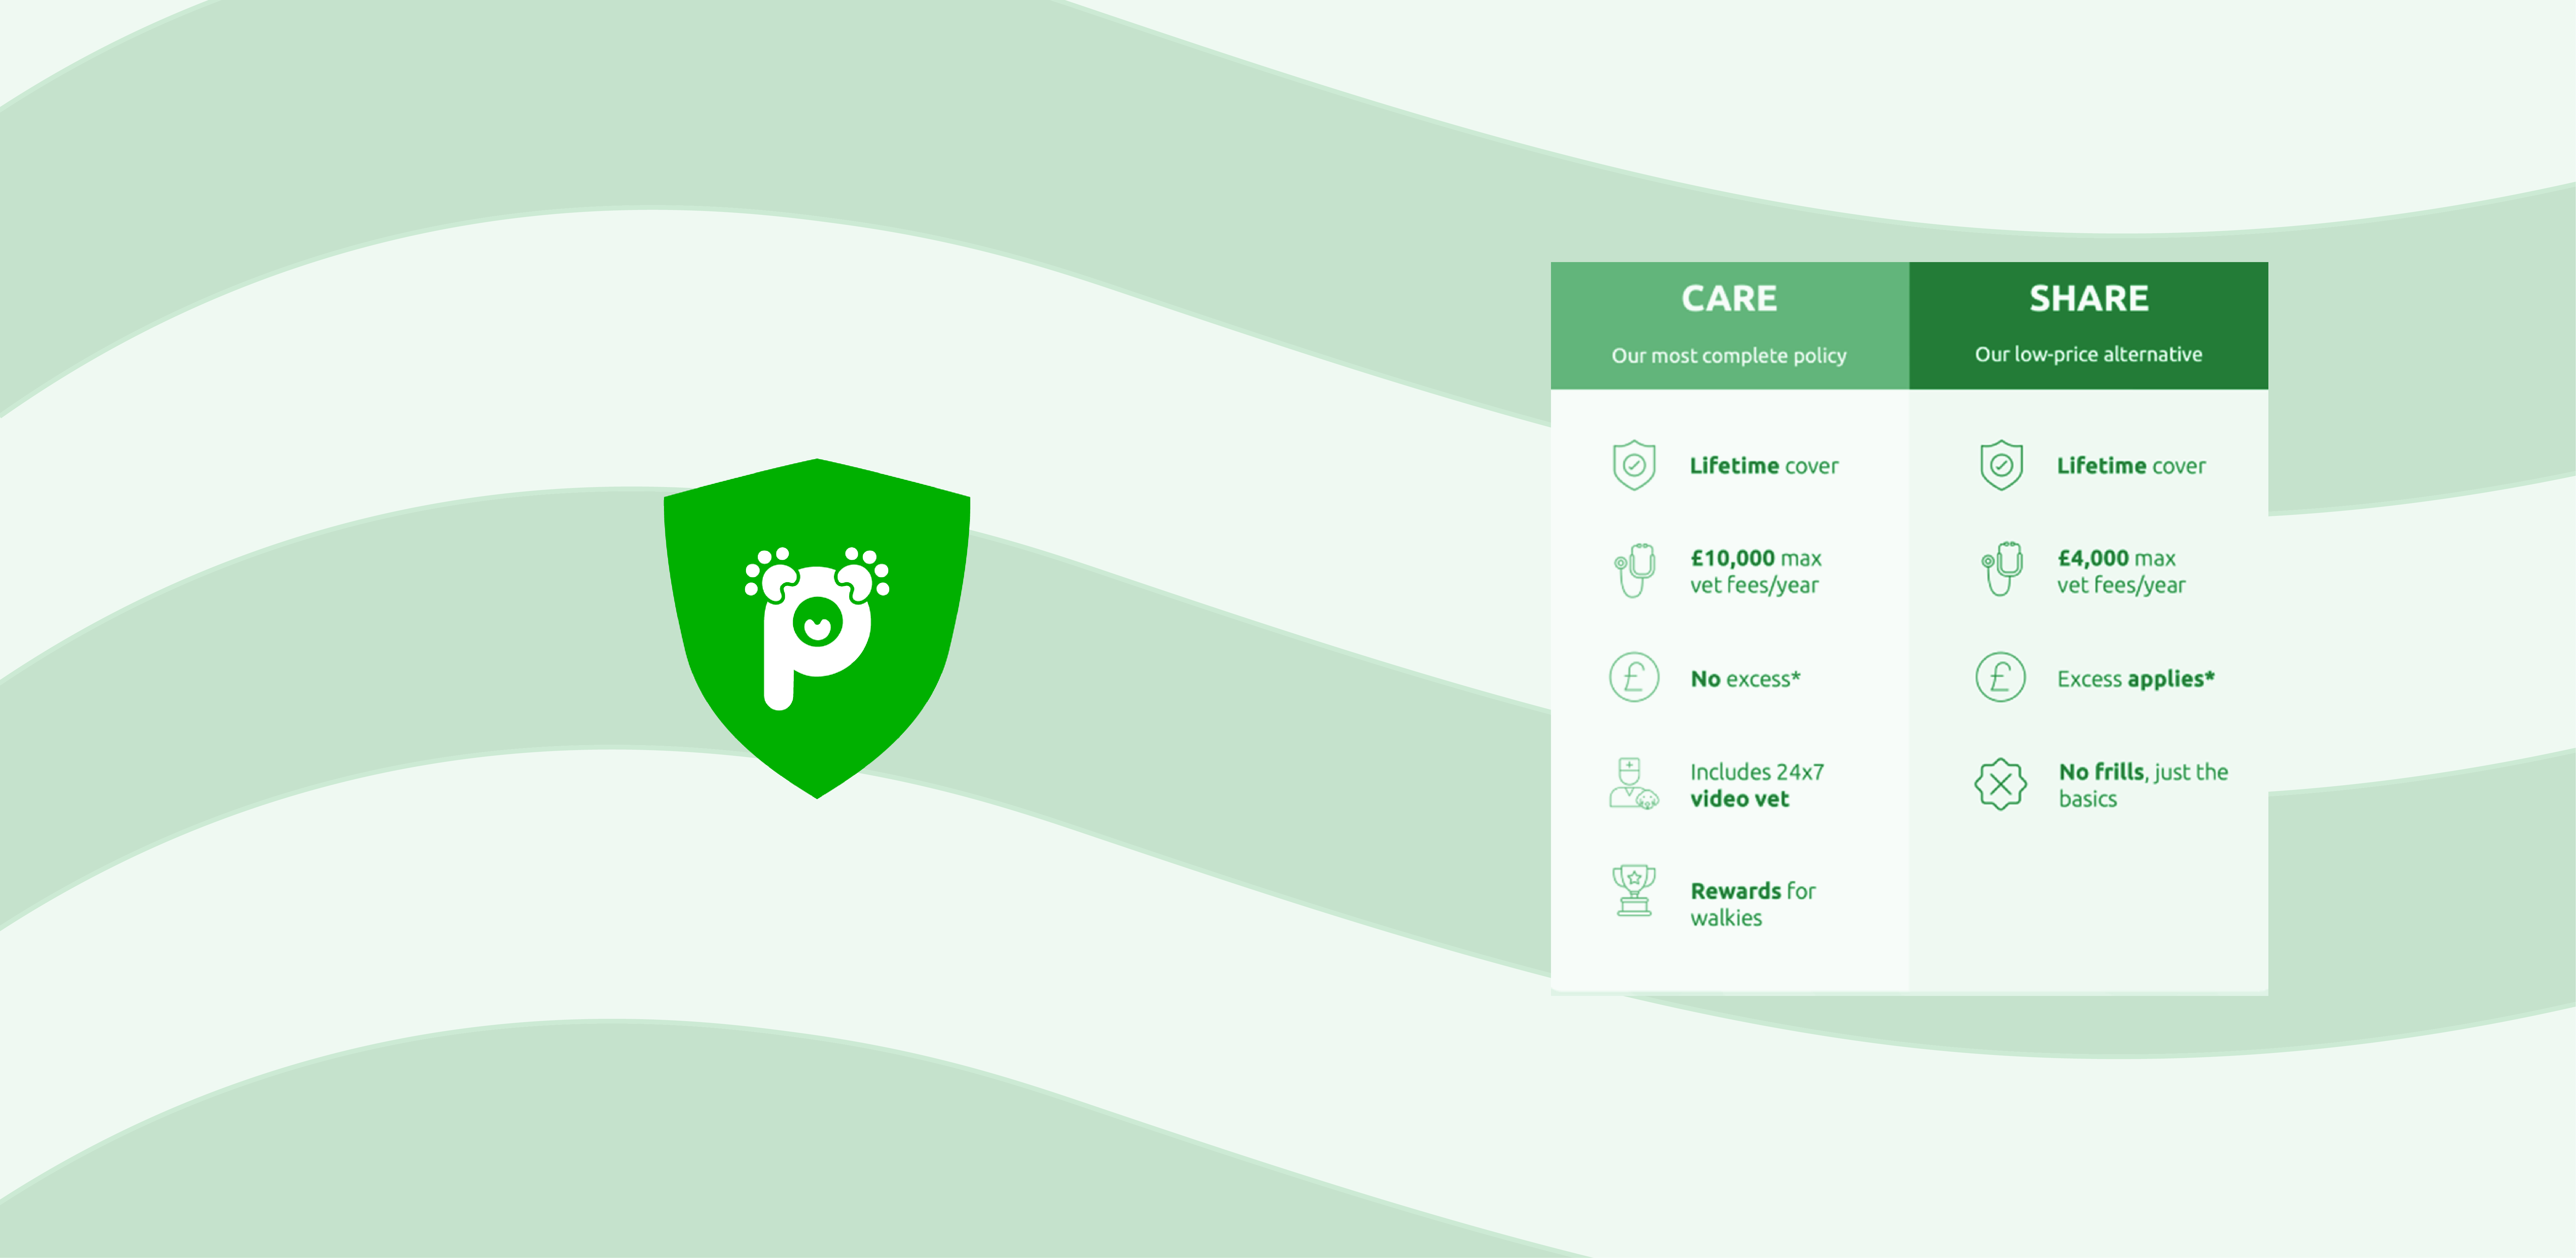 CARE
Our most complete policy
Lifetime cover
£10,000 max
vet fees/year
No excess*
Includes 24x7
video vet
Rewards for
walkies
SHARE
Our low-price alternative
Lifetime cover
£4,000 max
vet fees/year
Excess applies*
No frills, just the
basics